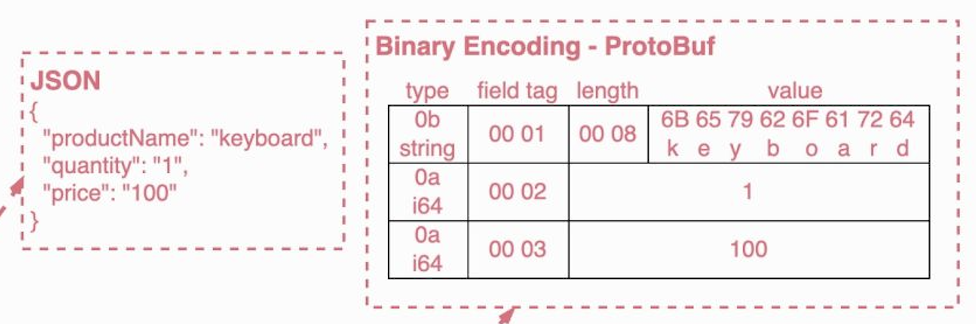 JSON
{
"productName": "keyboard",
"quantity": "1",
"price": "100"
}
Binary Encoding - ProtoBuf
type field tag length value
0b string 00 01 00 08 6B 65 79 62 6F 61 72 64
k e y b o a r d
0a i64 00 02 1
0a i64 00 03 100